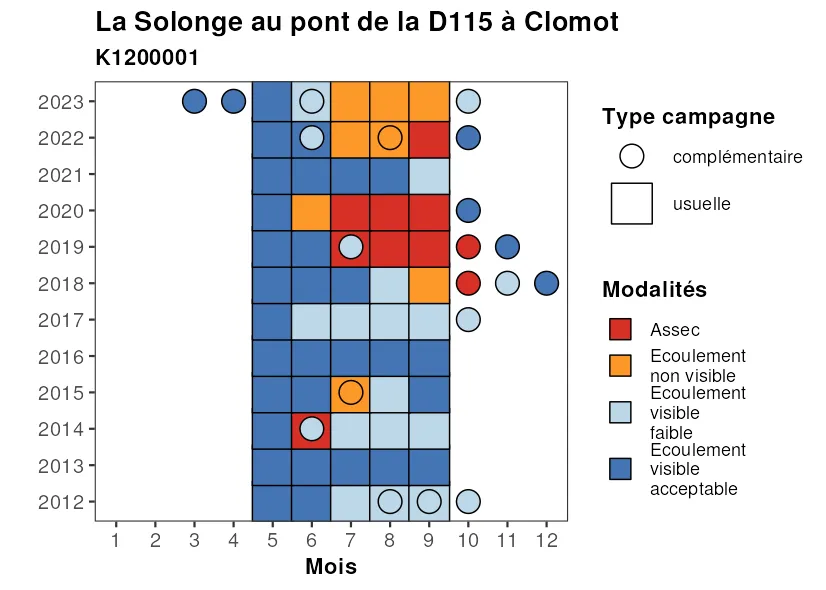 La Solonge au pont de la D115 à Clomot
K1200001
2023
2022
2021
2020
2019
2018
2017
2016
2015
2014
2013
2012
1 2 3 4 5 6 7 8 9 10 11 12
Mois
Type campagne
complémentaire
usuelle
Modalités
Assec
Ecoulement
non visible
Ecoulement
visible
faible
Ecoulement
visible
acceptable